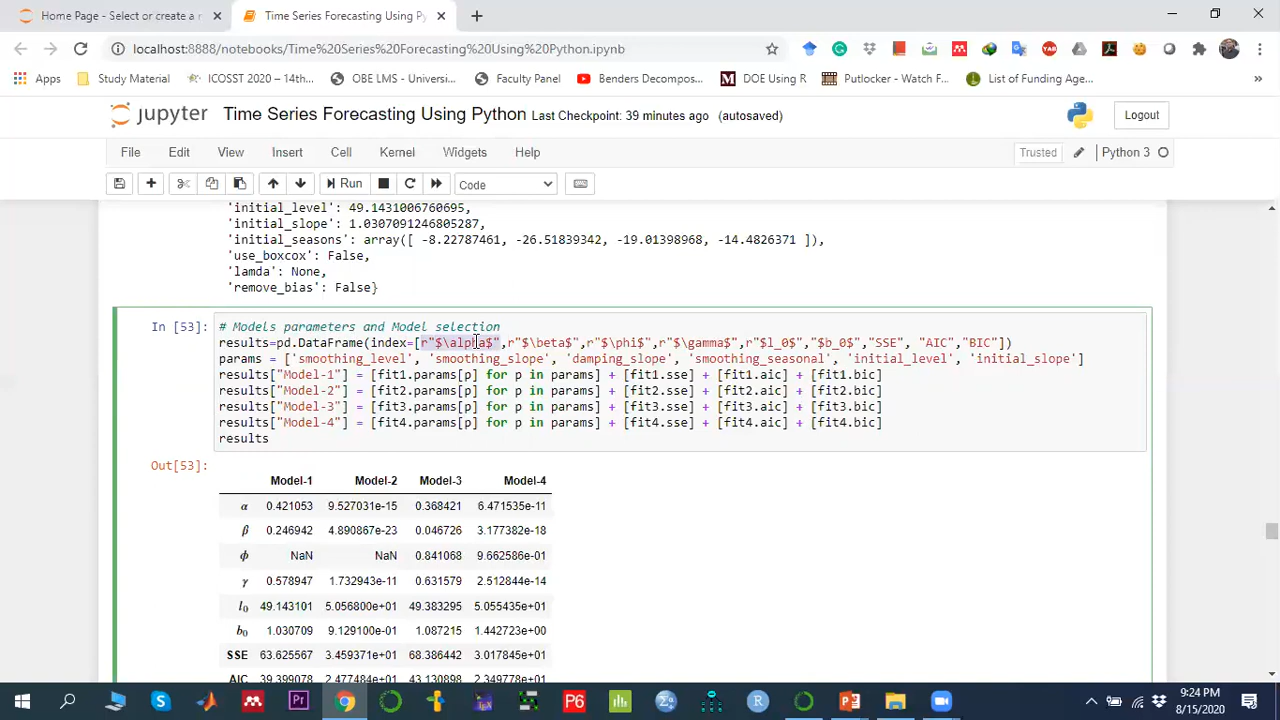 Home Page - Select or create a n
Time Series Forecasting Using Py
localhost:8888/notebooks/Time%20Series%20Forecasting%20Using%20Python.ipynb
Apps
Study Material
ICOSST 2020 – 14th...
OBE LMS - Universi...
Faculty Panel
Benders Decompos...
DOE Using R
Putlocker - Watch F...
List of Funding Age...
»
jupyter
Time Series Forecasting Using Python Last Checkpoint: 39 minutes ago (autosaved)
Logout
File Edit View Insert Cell Kernel Widgets Help
Trusted
Python 3
Run
Code
'initial_level': 49.1431006760695,
'initial_slope': 1.0307091246805287,
'initial_seasons': array([ -8.22787461, -26.51839342, -19.01398968, -14.4826371 ]),
'use_boxcox': False,
'lamda': None,
'remove_bias': False}
In [53]:
# Models parameters and Model selection
results=pd.DataFrame(index=[r"$\alpha$",r"$\beta$",r"$\phi$",r"$\gamma$",r"$l_0$","$b_0$","SSE", "AIC","BIC"])
params = ['smoothing_level', 'smoothing_slope', 'damping_slope', 'smoothing_seasonal', 'initial_level', 'initial_slope']
results["Model-1"] = [fit1.params[p] for p in params] + [fit1.sse] + [fit1.aic] + [fit1.bic]
results["Model-2"] = [fit2.params[p] for p in params] + [fit2.sse] + [fit2.aic] + [fit2.bic]
results["Model-3"] = [fit3.params[p] for p in params] + [fit3.sse] + [fit3.aic] + [fit3.bic]
results["Model-4"] = [fit4.params[p] for p in params] + [fit4.sse] + [fit4.aic] + [fit4.bic]
results
Out[53]:
Model-1 Model-2 Model-3 Model-4
α 0.421053 9.527031e-15 0.368421 6.471535e-11
β 0.246942 4.890867e-23 0.046726 3.177382e-18
ϕ NaN NaN 0.841068 9.662586e-01
γ 0.578947 1.732943e-11 0.631579 2.512844e-14
l0 49.143101 5.056800e+01 49.383295 5.055435e+01
b0 1.030709 9.129100e-01 1.087215 1.442723e+00
SSE 63.625567 3.459371e+01 68.386442 3.017845e+01
AIC 39.399078 2.477484e+01 43.130898 2.349728e+01
9:24 PM
8/15/2020